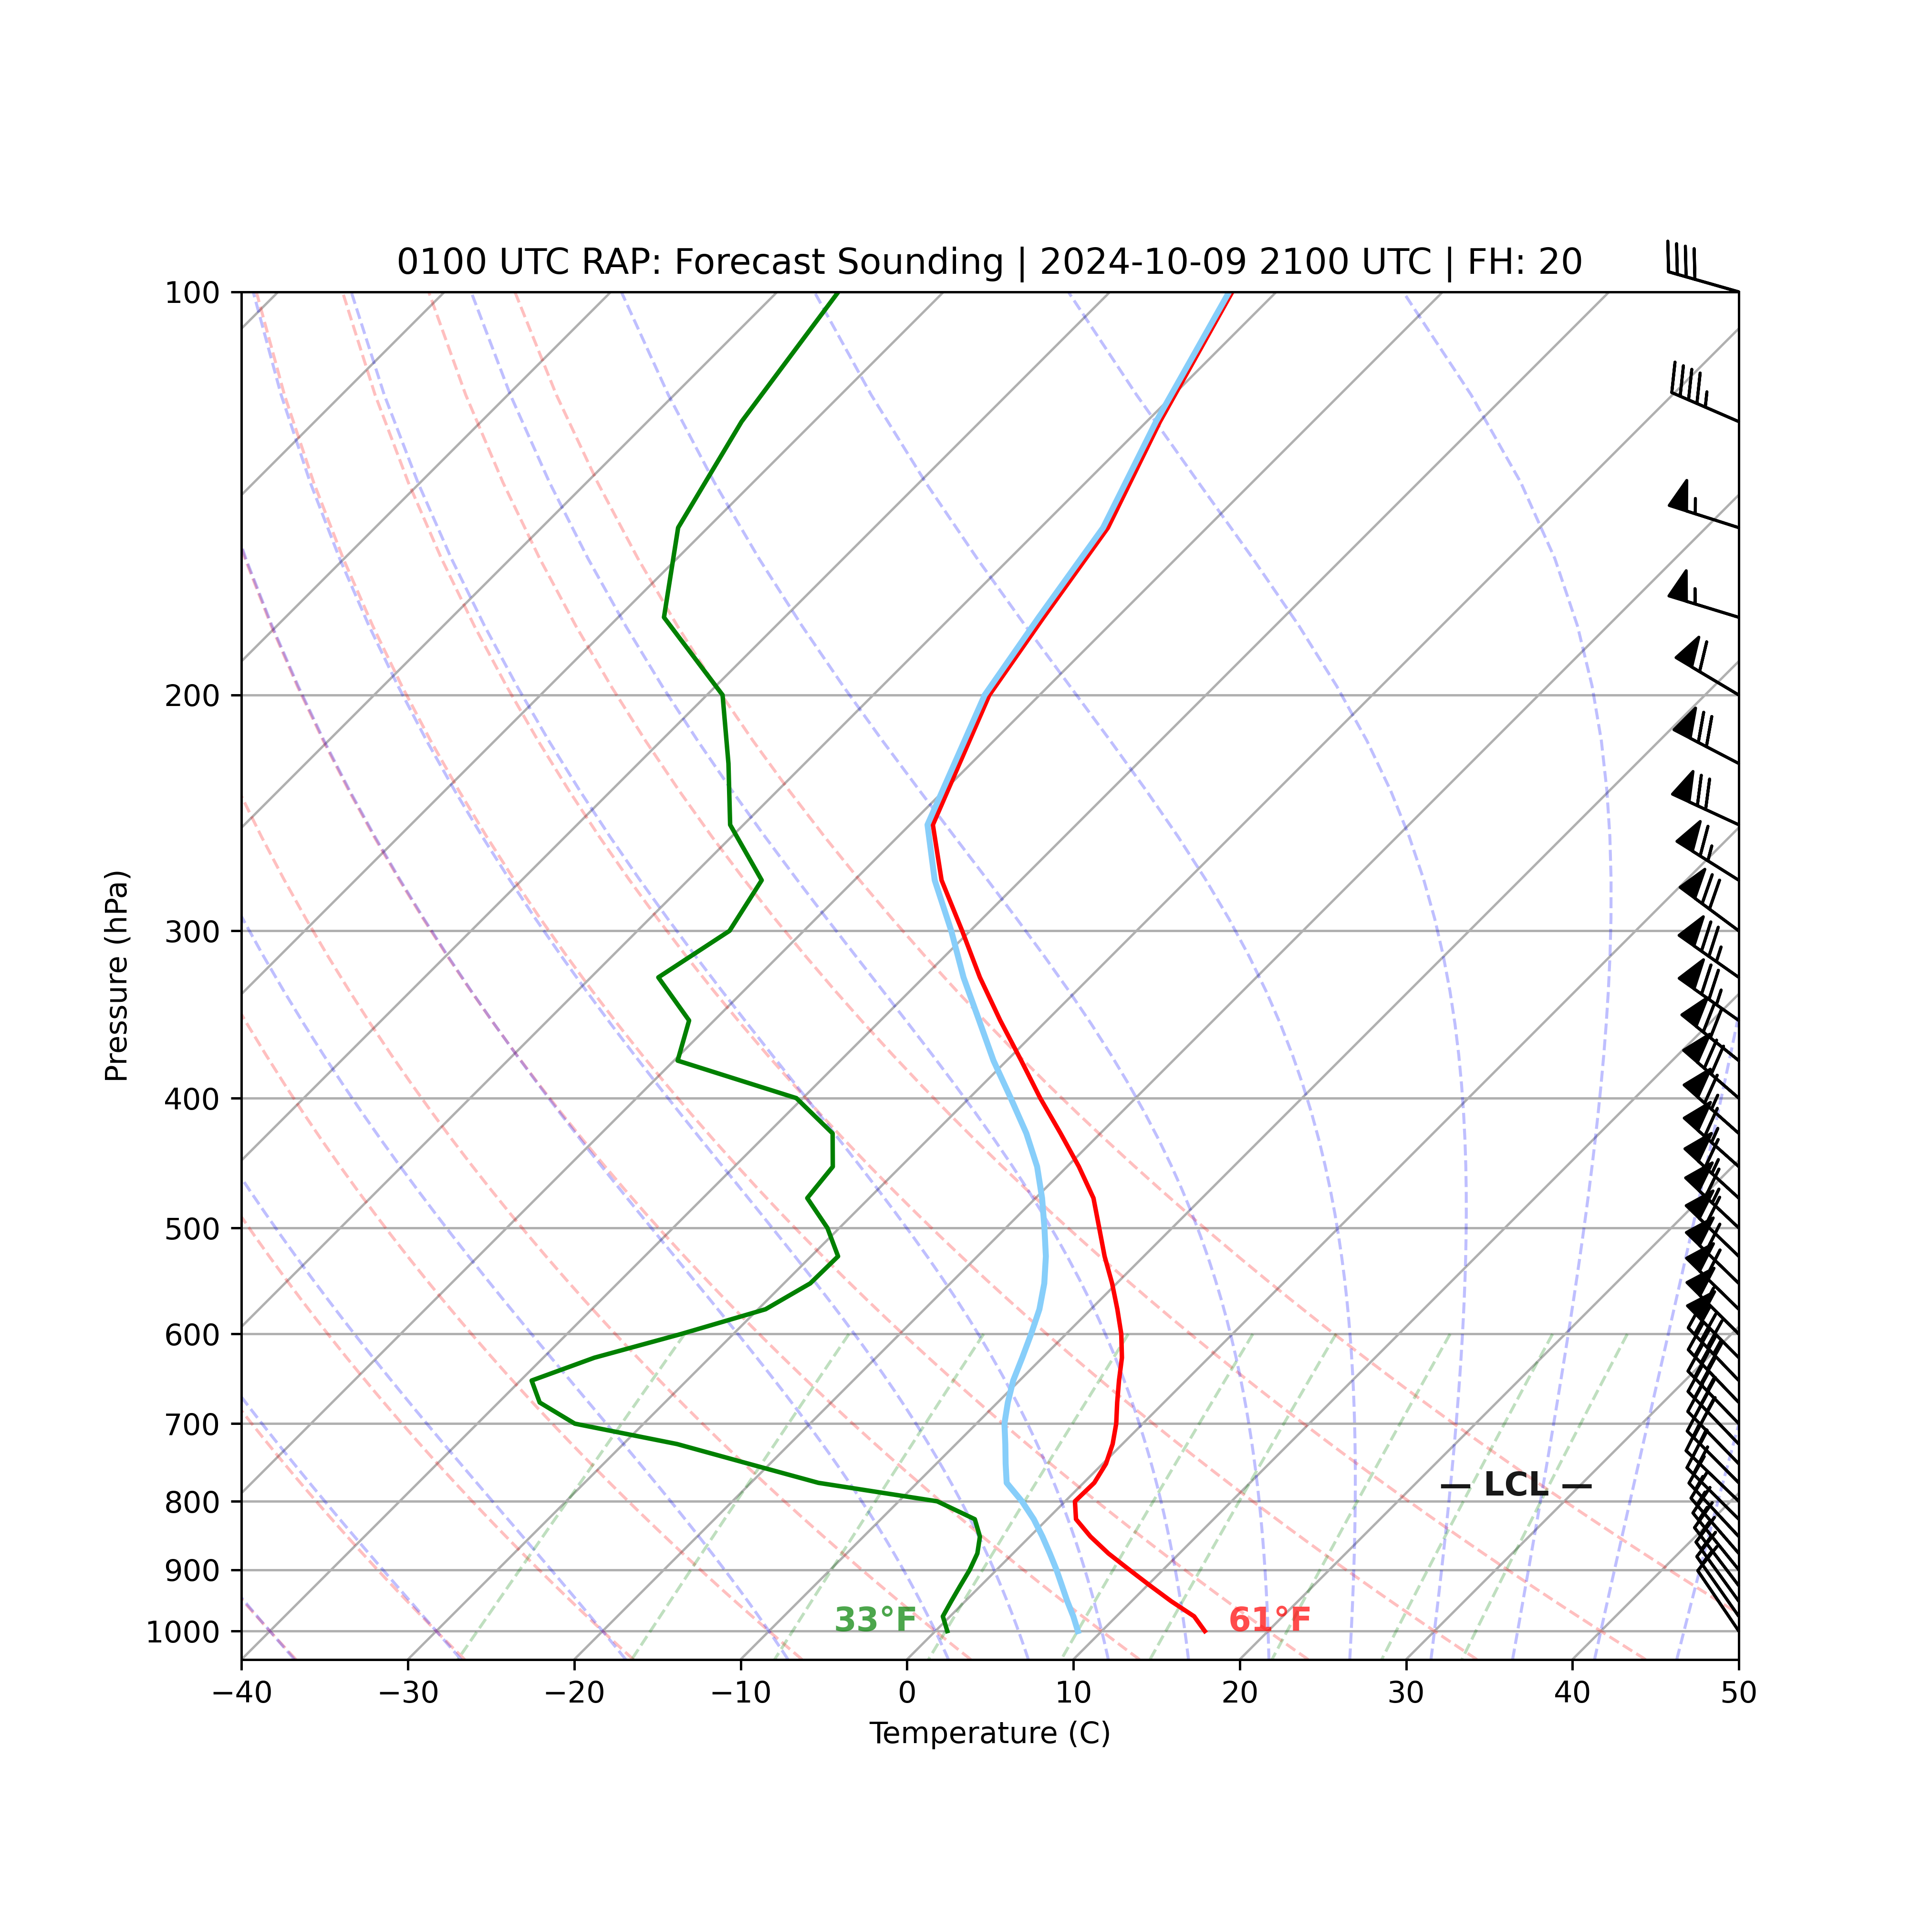 0100 UTC RAP: Forecast Sounding | 2024-10-09 2100 UTC | FH: 20
100
200
300
400
500
600
700
800
900
1000
Pressure (hPa)
— LCL —
33°F
61°F
−40 −30 −20 −10 0 10 20 30 40 50
Temperature (C)